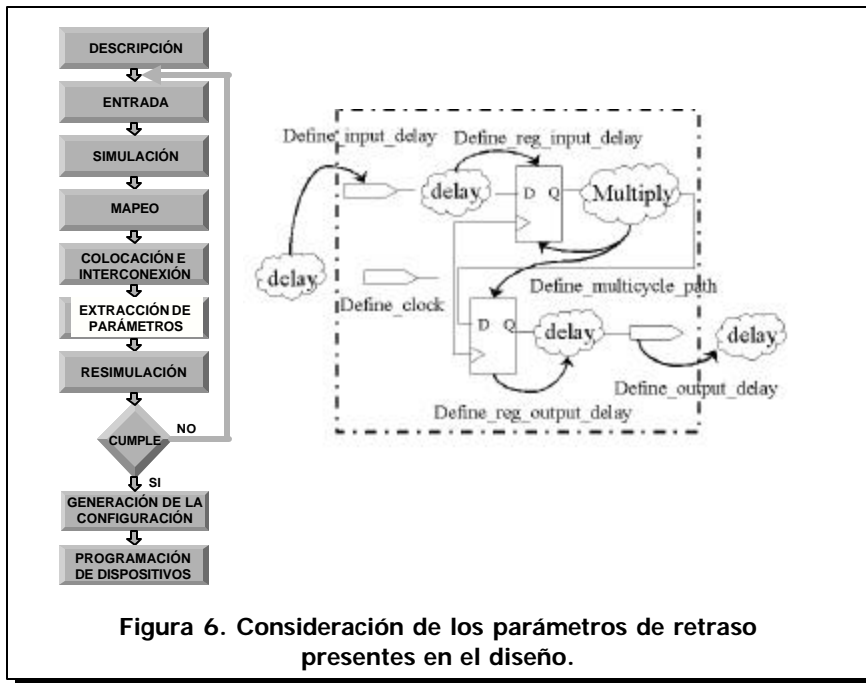 DESCRIPCIÓN
ENTRADA
SIMULACIÓN
MAPEO
COLOCACIÓN E
INTERCONEXIÓN
EXTRACCIÓN DE
PARÁMETROS
RESIMULACIÓN
CUMPLE
NO
SI
GENERACIÓN DE LA
CONFIGURACIÓN
PROGRAMACIÓN
DE DISPOSITIVOS
Define_input_delay
Define_reg_input_delay
delay
D Q
Multiply
delay
Define_clock
Define_multicycle_path
D Q
delay
delay
Define_output_delay
Define_reg_output_delay
Figura 6. Consideración de los parámetros de retraso
presentes en el diseño.